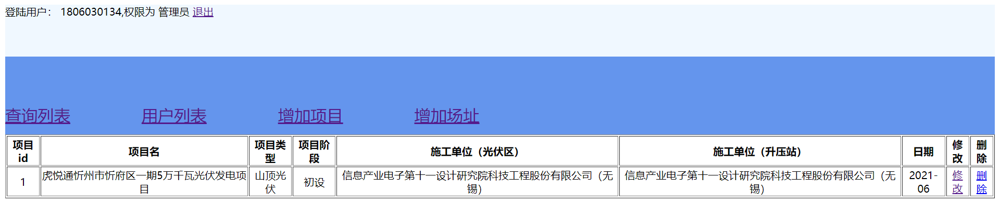 登陆用户： 1806030134,权限为 管理员 退出
查询列表 用户列表 增加项目 增加场址
项目id 项目名 项目类型 项目阶段 施工单位（光伏区） 施工单位（升压站） 日期 修改 删除
1 虎悦通忻州市忻府区一期5万千瓦光伏发电项目 山顶光伏 初设 信息产业电子第十一设计研究院科技工程股份有限公司（无锡） 信息产业电子第十一设计研究院科技工程股份有限公司（无锡） 2021-06 修改 删除